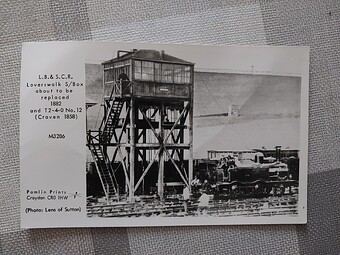 L.B.& S.C.R.
Loverswalk S/Box
about to be
replaced
1882
and T2-4-0 No.12
(Craven 1858)
M3286
Pamlin Prints
Croydon CR0 1HW
(Photo: Lens of Sutton)